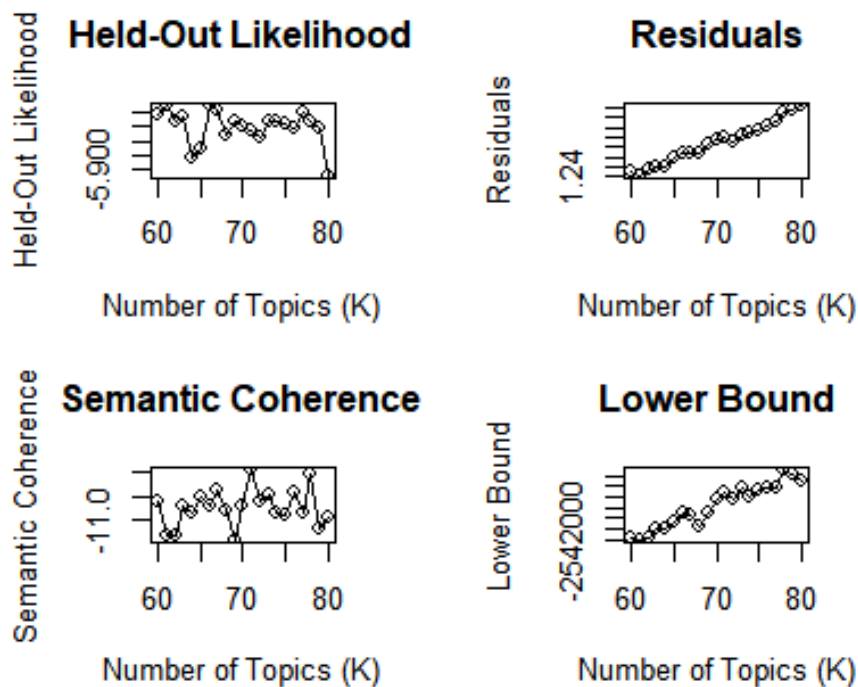 Held-Out Likelihood
Held-Out Likelihood
-5.900
60 70 80
Number of Topics (K)
Residuals
Residuals
1.24
60 70 80
Number of Topics (K)
Semantic Coherence
Semantic Coherence
-11.0
60 70 80
Number of Topics (K)
Lower Bound
Lower Bound
-2542000
60 70 80
Number of Topics (K)